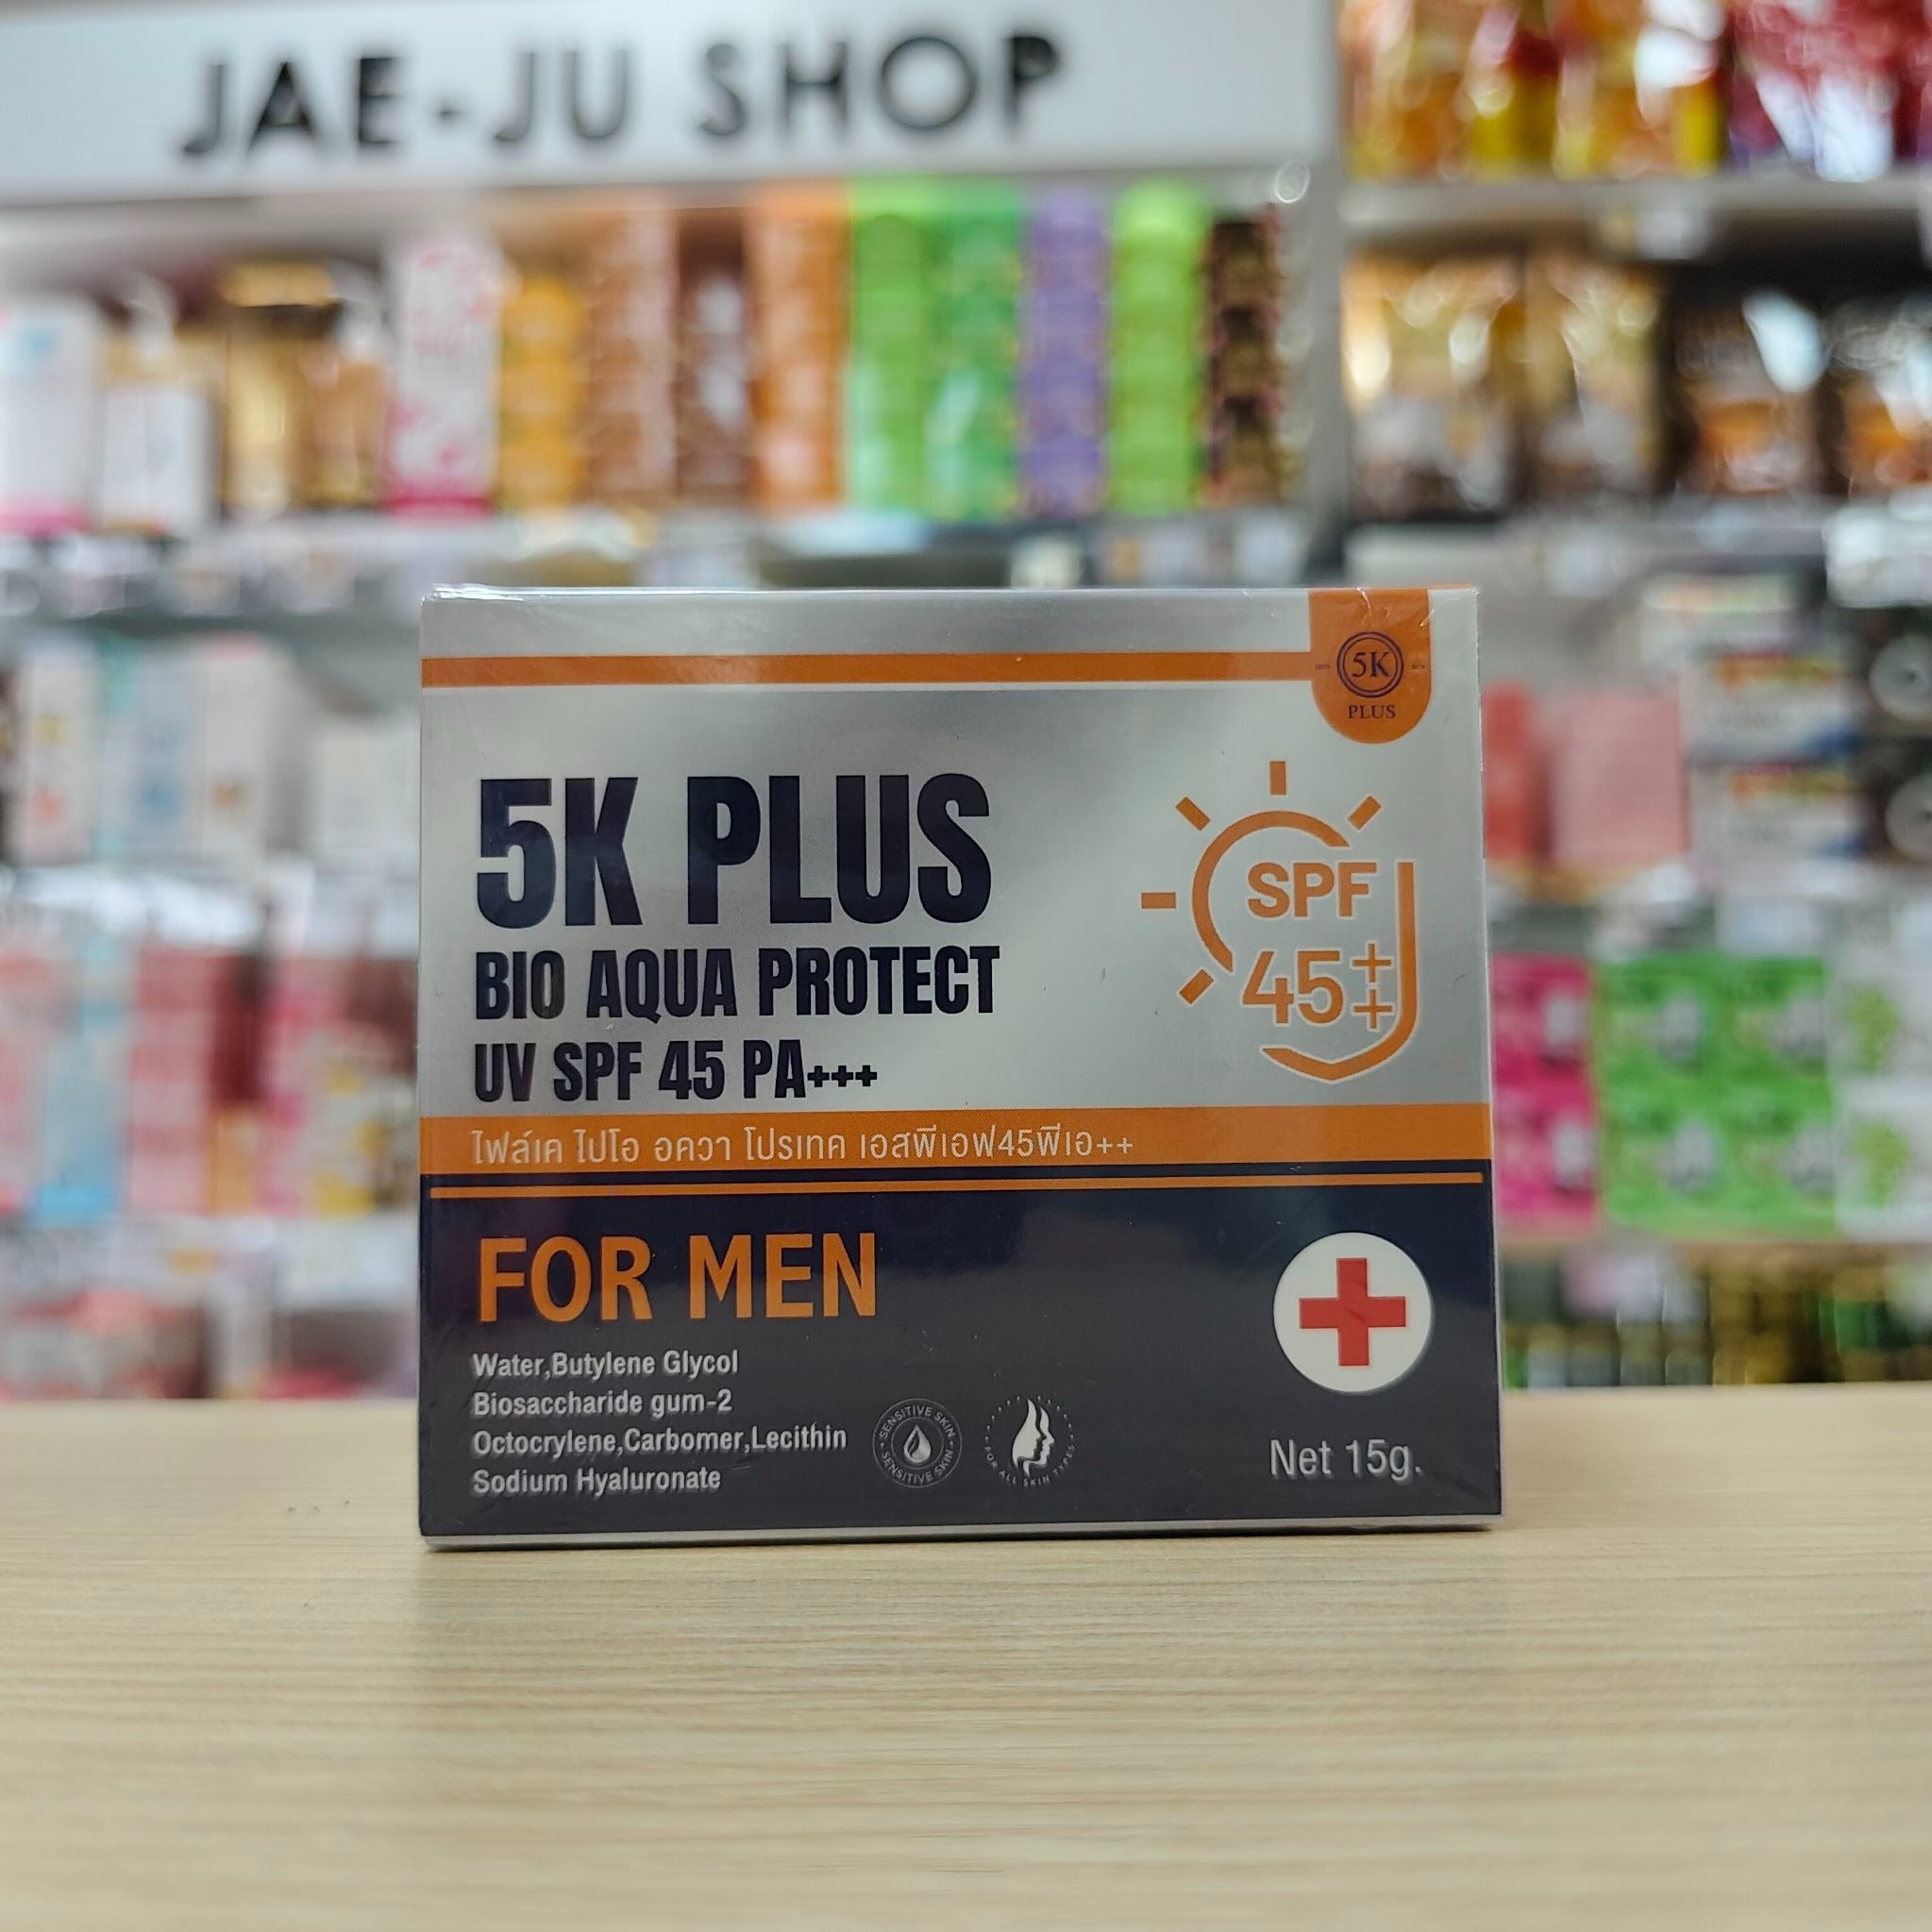 JAE-JU SHOP
5K
PLUS
5K PLUS
BIO AQUA PROTECT
UV SPF 45 PA+++
SPF
45++
ไฟล์เค ไปโอ อควา โปรเทค เอสพีเอฟ45พีเอ++
FOR MEN
Water,Butylene Glycol
Biosaccharide gum-2
Octocrylene,Carbomer,Lecithin
Sodium Hyaluronate
SENSITIVE SKIN
SENSITIVE SKIN
FOR ALL SKIN TYPES
Net 15g.